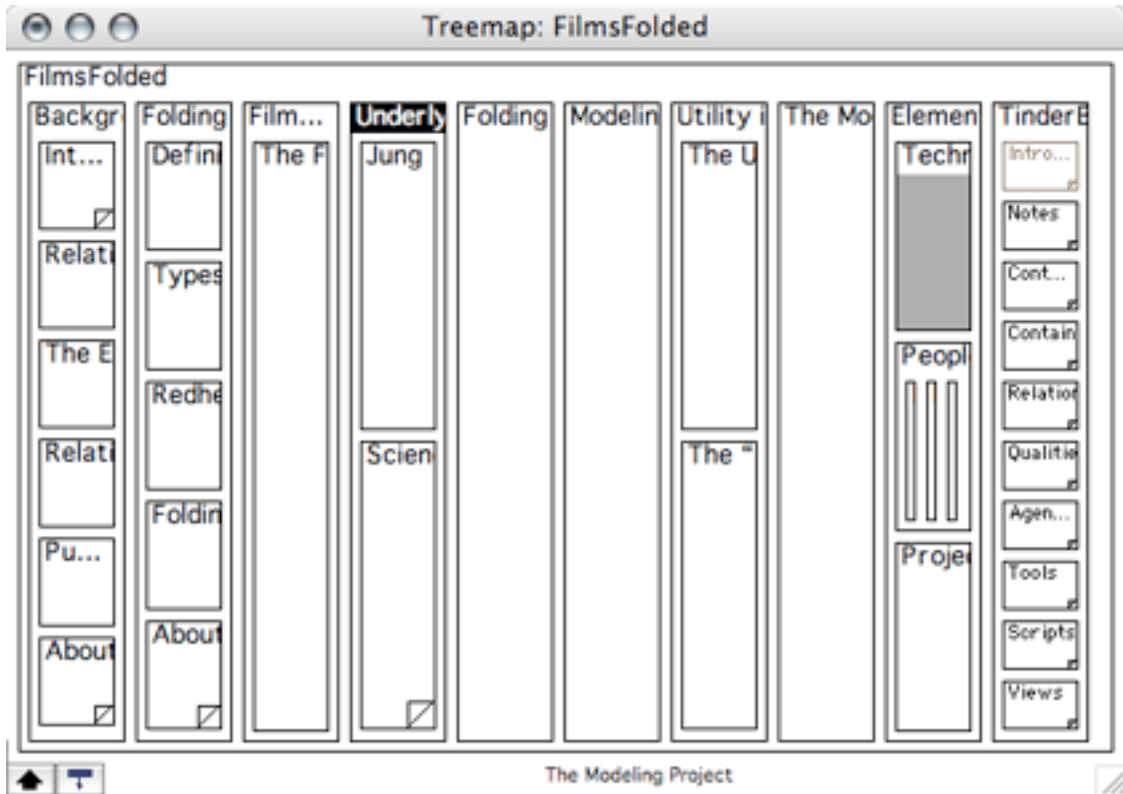 Treemap: FilmsFolded
FilmsFolded
Backgr
Int...
Relati
The E
Relati
Pu...
About
Folding
Defini
Types
Redhe
Foldin
About
Film...
The F
Underly
Jung
Scien
Folding
Modelin
Utility i
The U
The “
The Mo
Elemen
Techn
Peopl
Projec
TinderB
Intro...
Notes
Cont...
Contain
Relation
Qualitie
Agen...
Tools
Scripts
Views
The Modeling Project